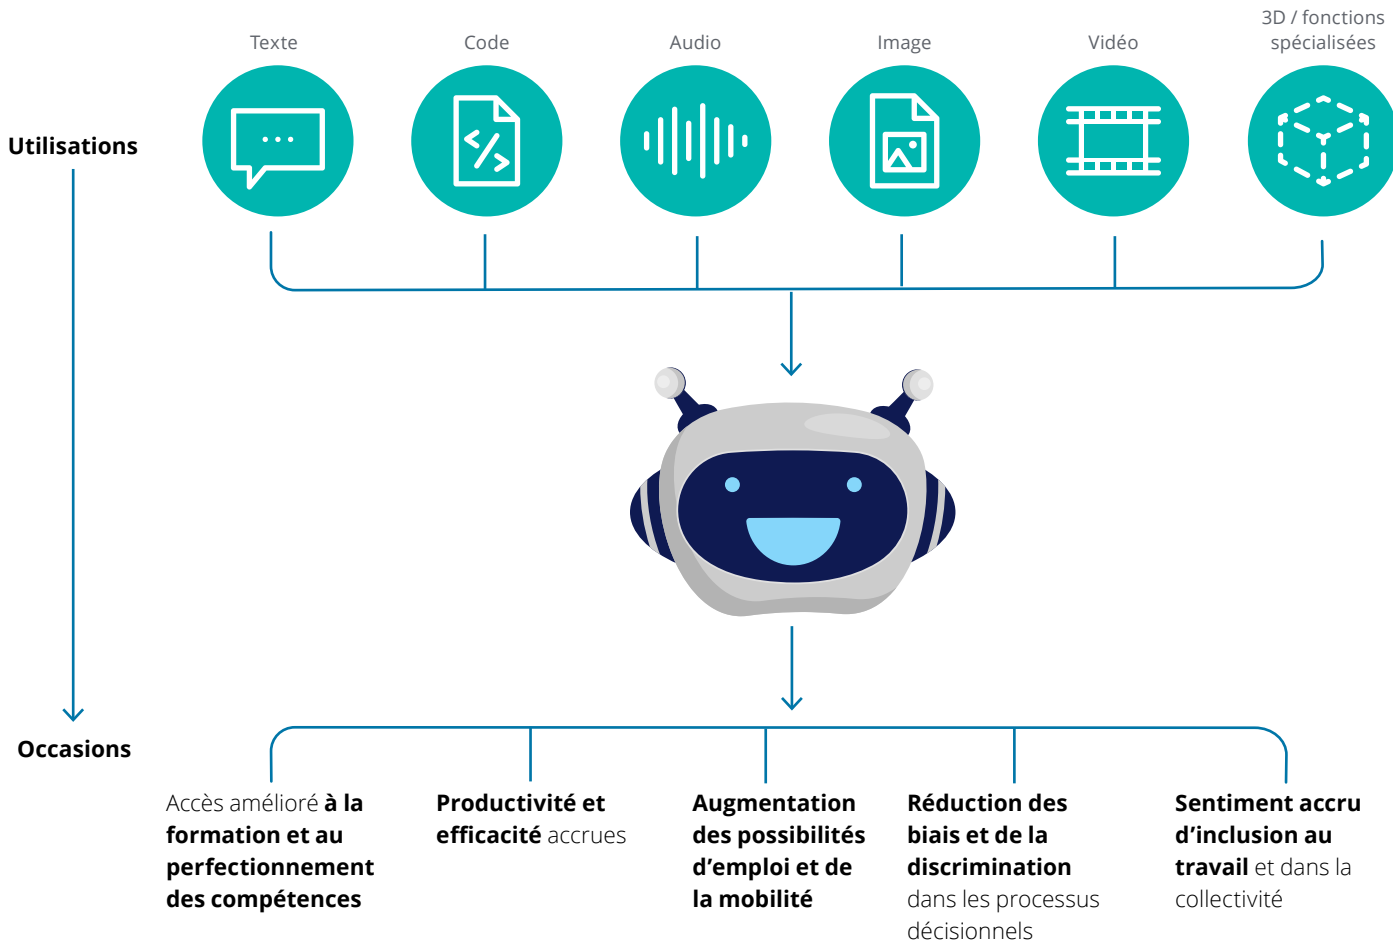 Texte
Code
Audio
Image
Vidéo
3D / fonctions
spécialisées
Utilisations
</>
Occasions
Accès amélioré à la
formation et au
perfectionnement
des compétences
Productivité et
efficacité accrues
Augmentation
des possibilités
d’emploi et de
la mobilité
Réduction des
biais et de la
discrimination
dans les processus
décisionnels
Sentiment accru
d’inclusion au
travail et dans la
collectivité